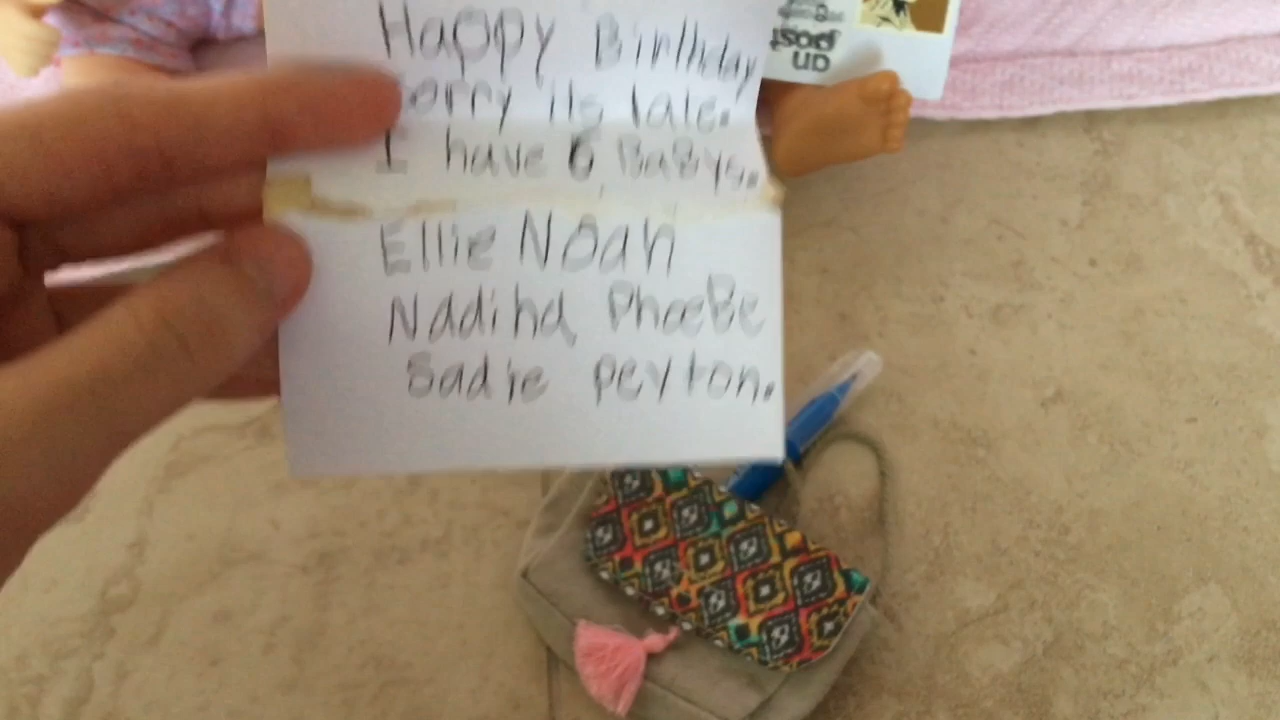 Happy Birthday
sorry its late.
I have 6 Babys.
Ellie Noah
Nadiha Phoebe
Sadie Peyton.